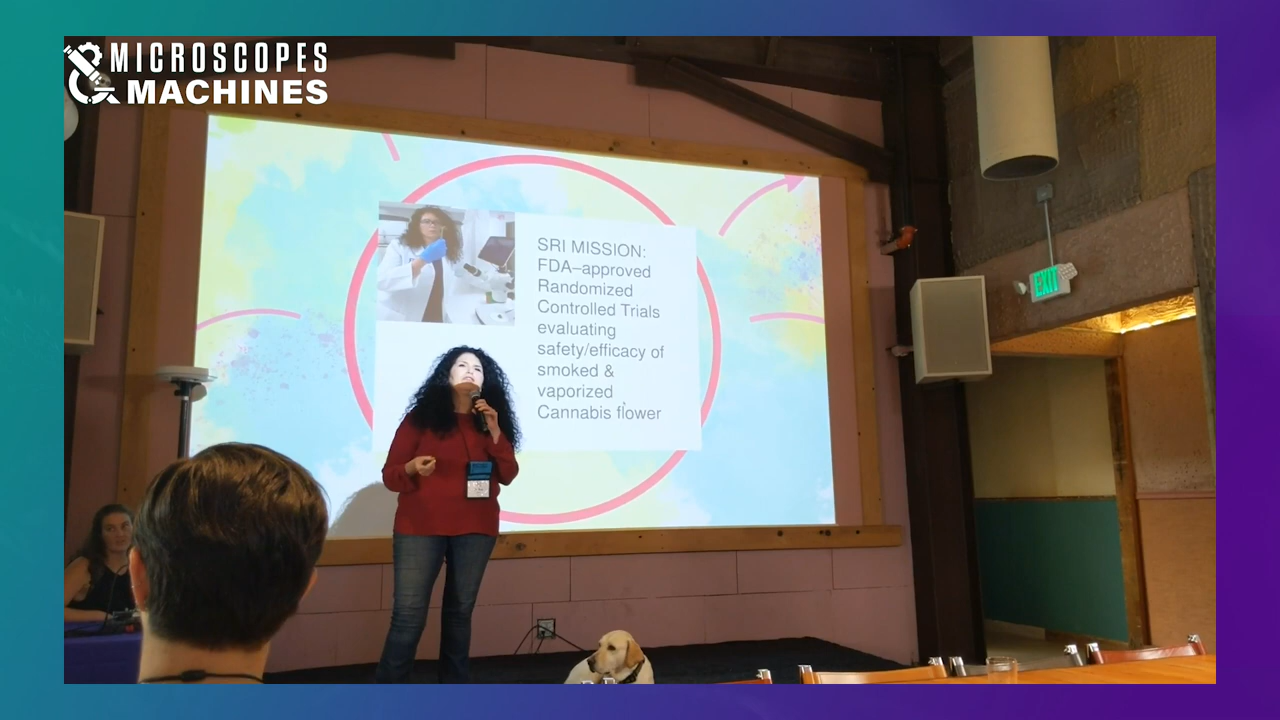 MICROSCOPES
& MACHINES
SRI MISSION:
FDA–approved
Randomized
Controlled Trials
evaluating
safety/efficacy of
smoked &
vaporized
Cannabis flower
EXIT